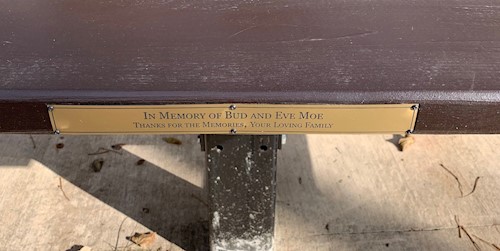 In Memory of Bud and Eve Moe
Thanks for the Memories, Your Loving Family